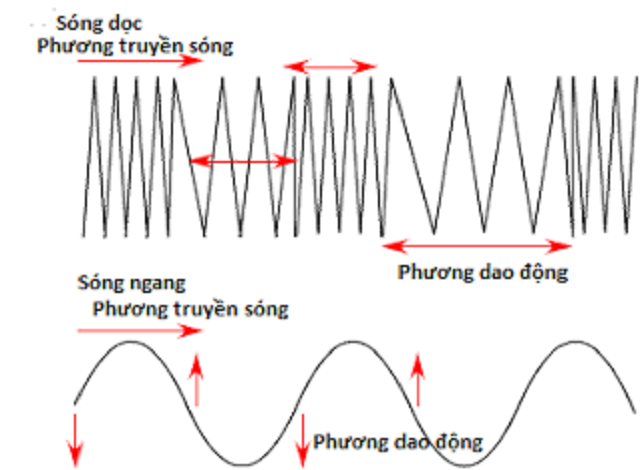 Sóng dọc
Phương truyền sóng
Phương dao động
Sóng ngang
Phương truyền sóng
Phương dao động